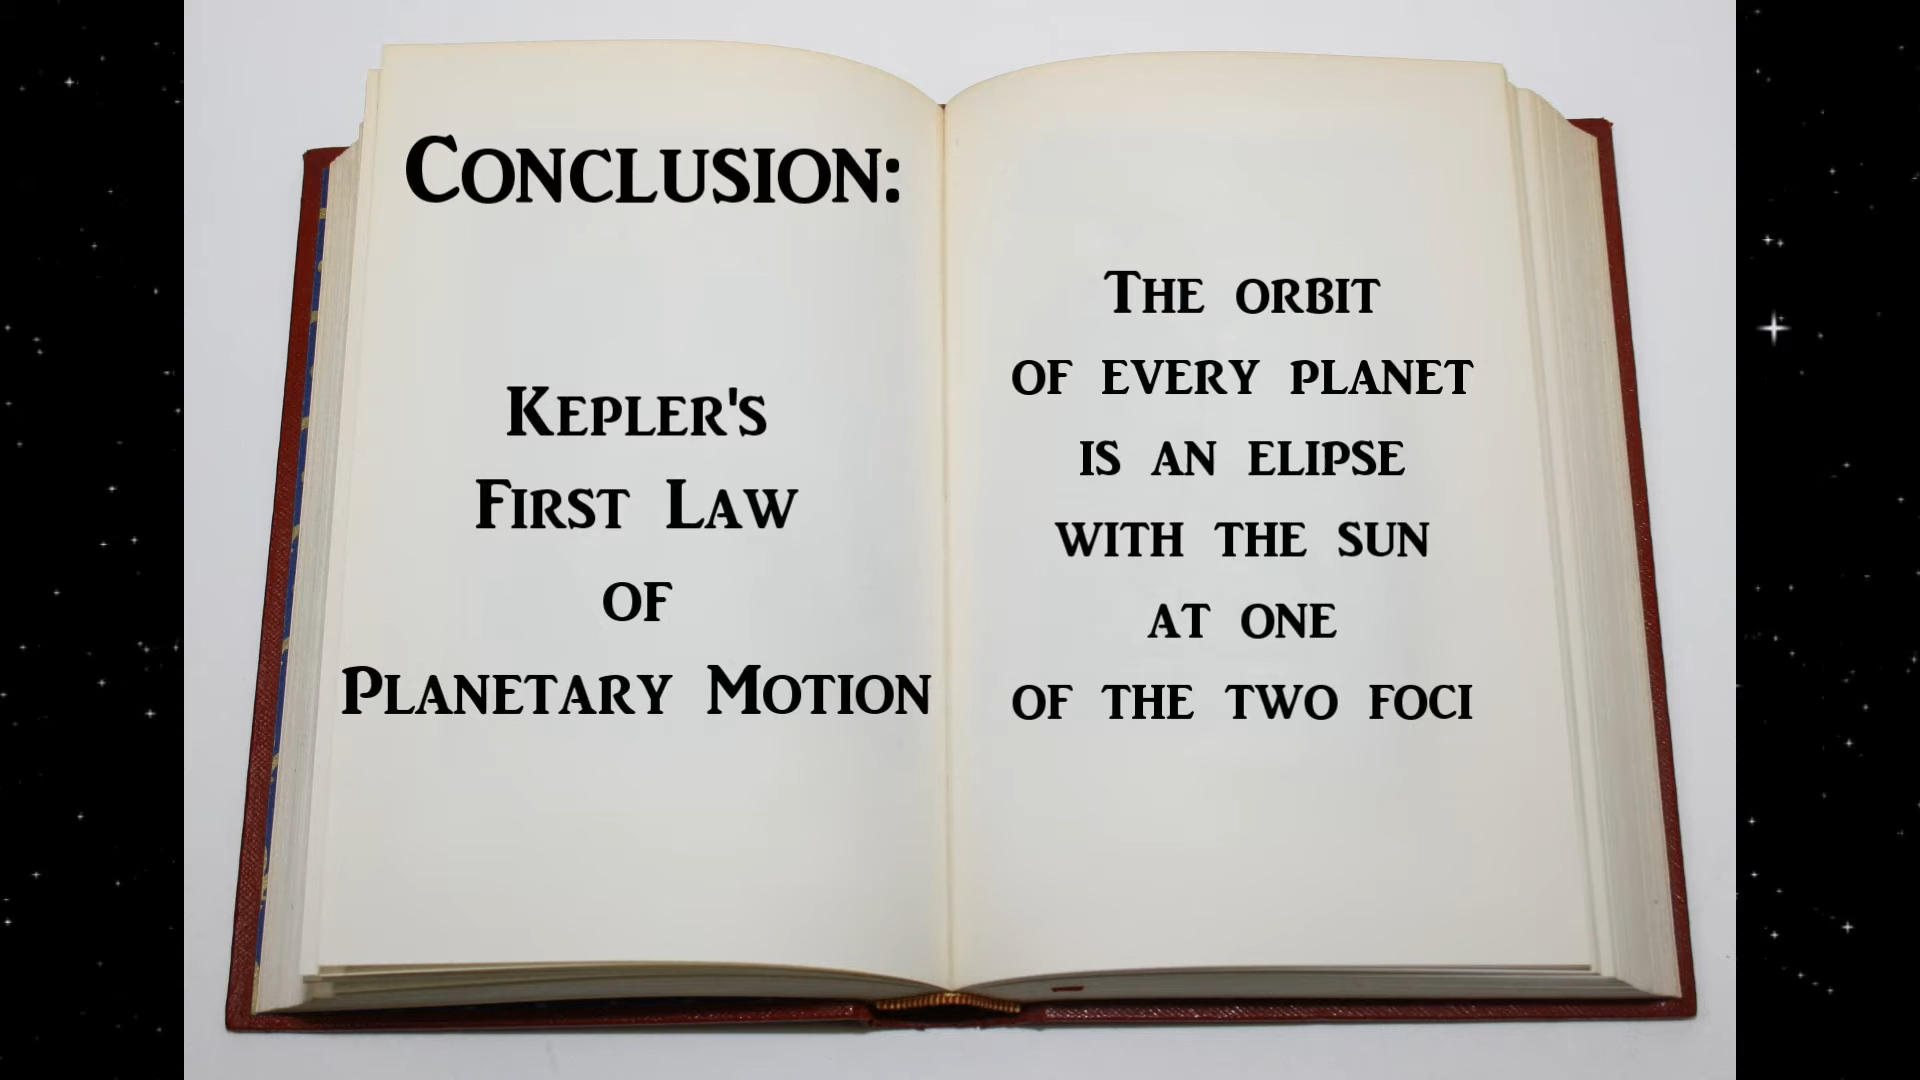 Conclusion:
Kepler's
First Law
of
Planetary Motion
The orbit
of every planet
is an elipse
with the sun
at one
of the two foci